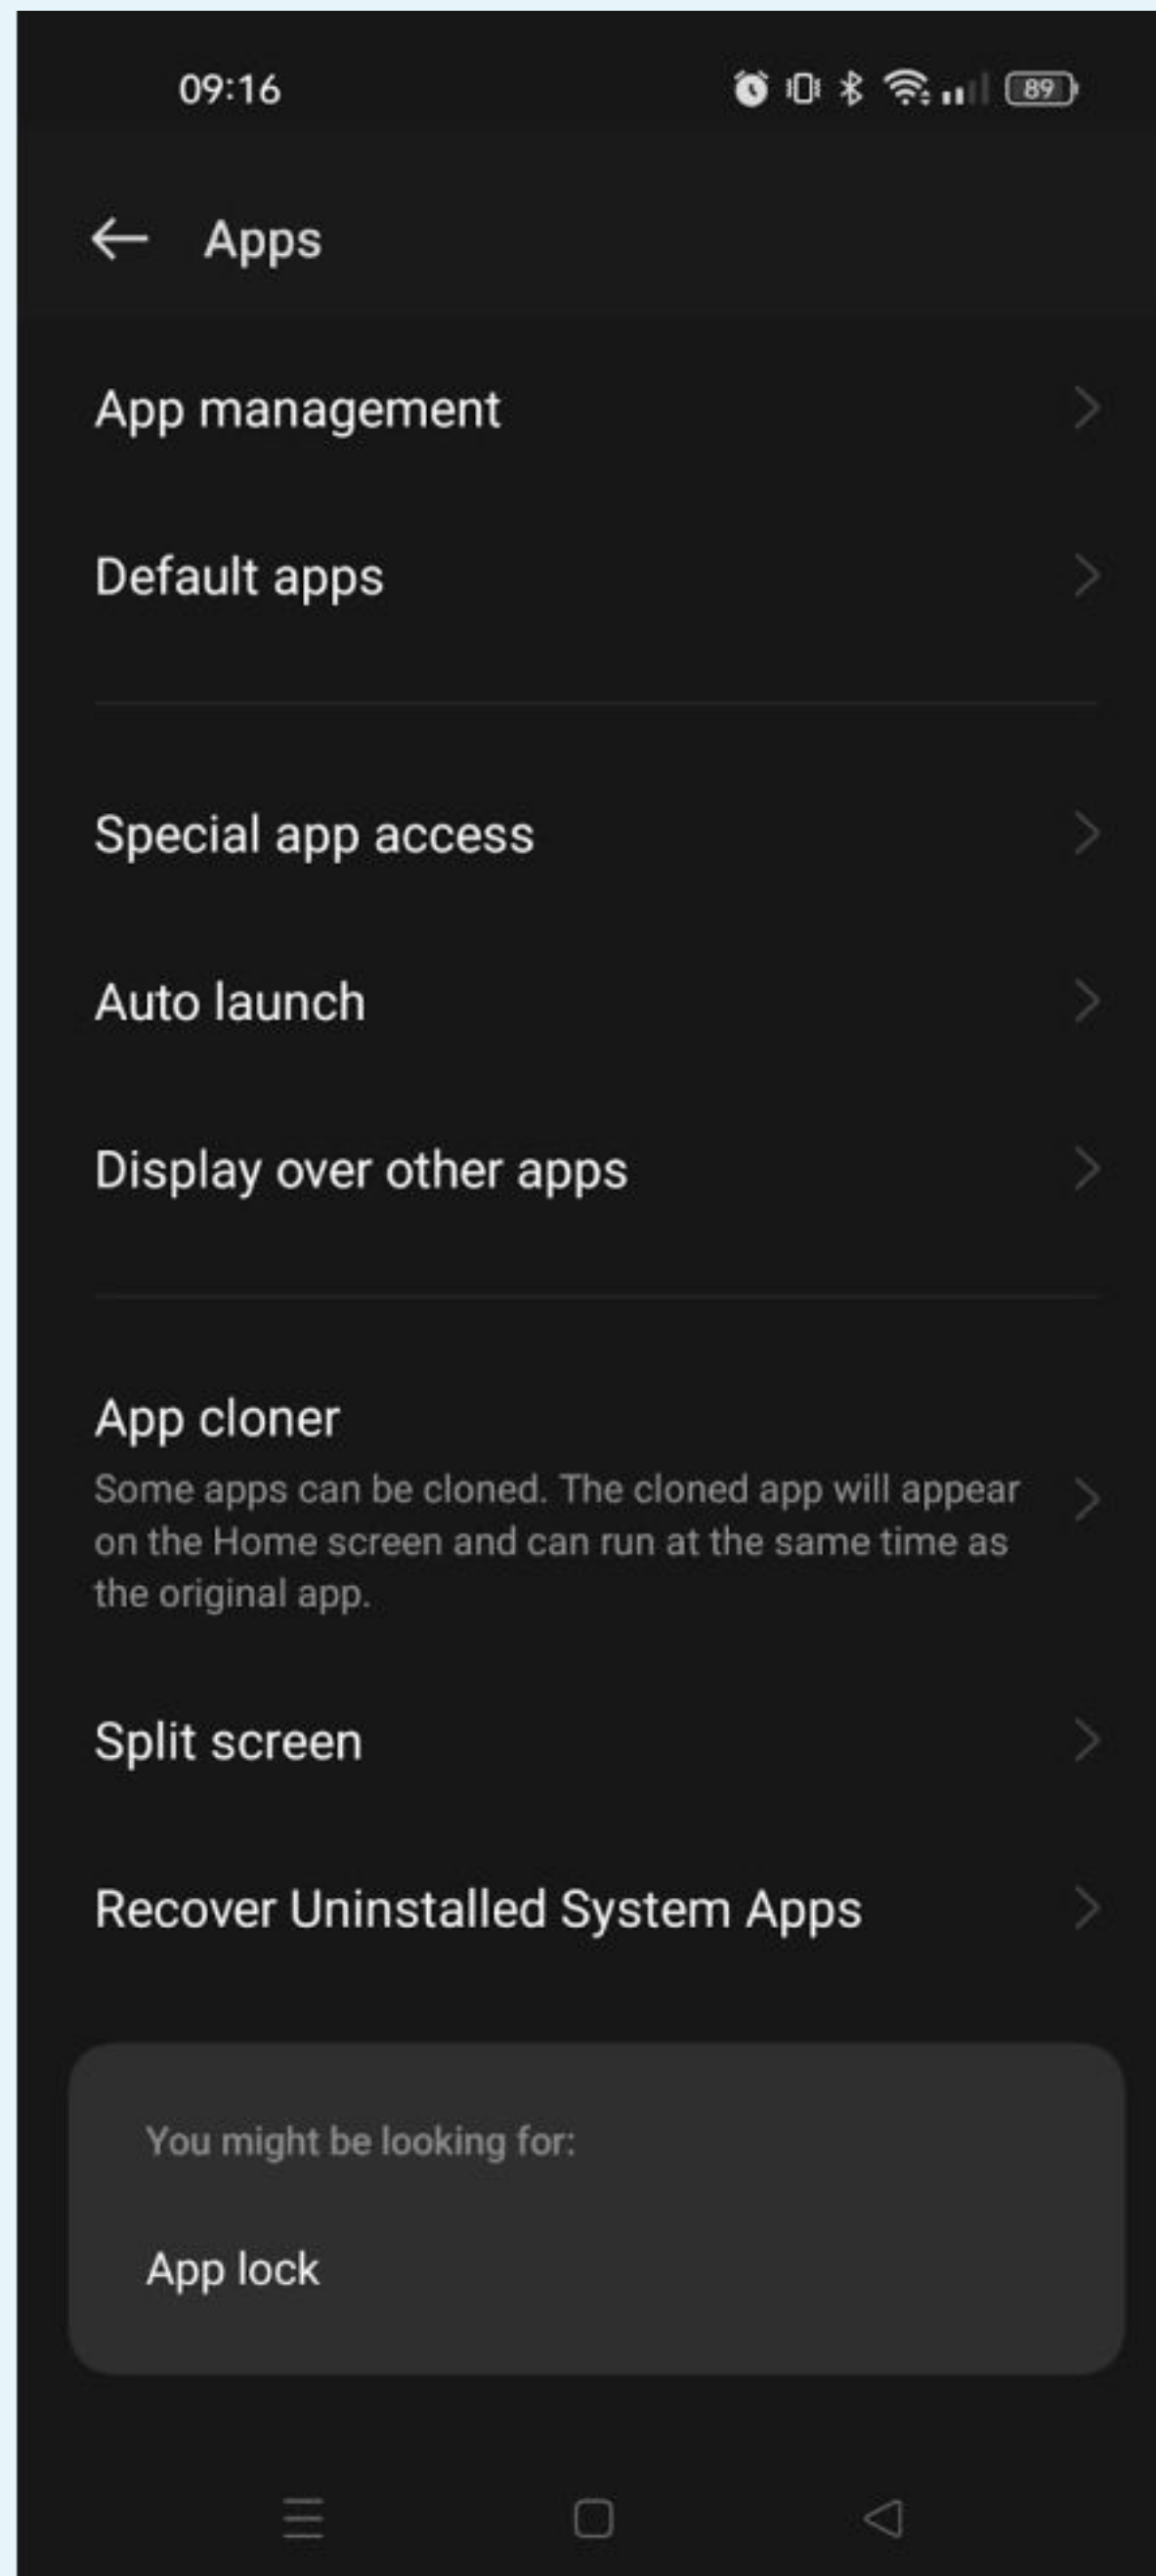 09:16 89
Apps
App management
Default apps
Special app access
Auto launch
Display over other apps
App cloner
Some apps can be cloned. The cloned app will appear
on the Home screen and can run at the same time as
the original app.
Split screen
Recover Uninstalled System Apps
You might be looking for:
App lock